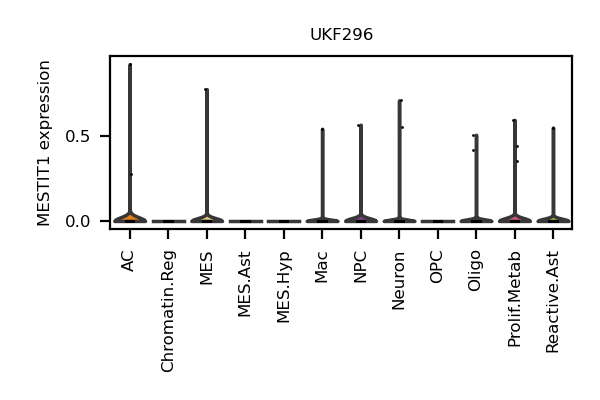 UKF296
MESTIT1 expression
0.5
0.0
AC
Chromatin.Reg
MES
MES.Ast
MES.Hyp
Mac
NPC
Neuron
OPC
Oligo
Prolif.Metab
Reactive.Ast